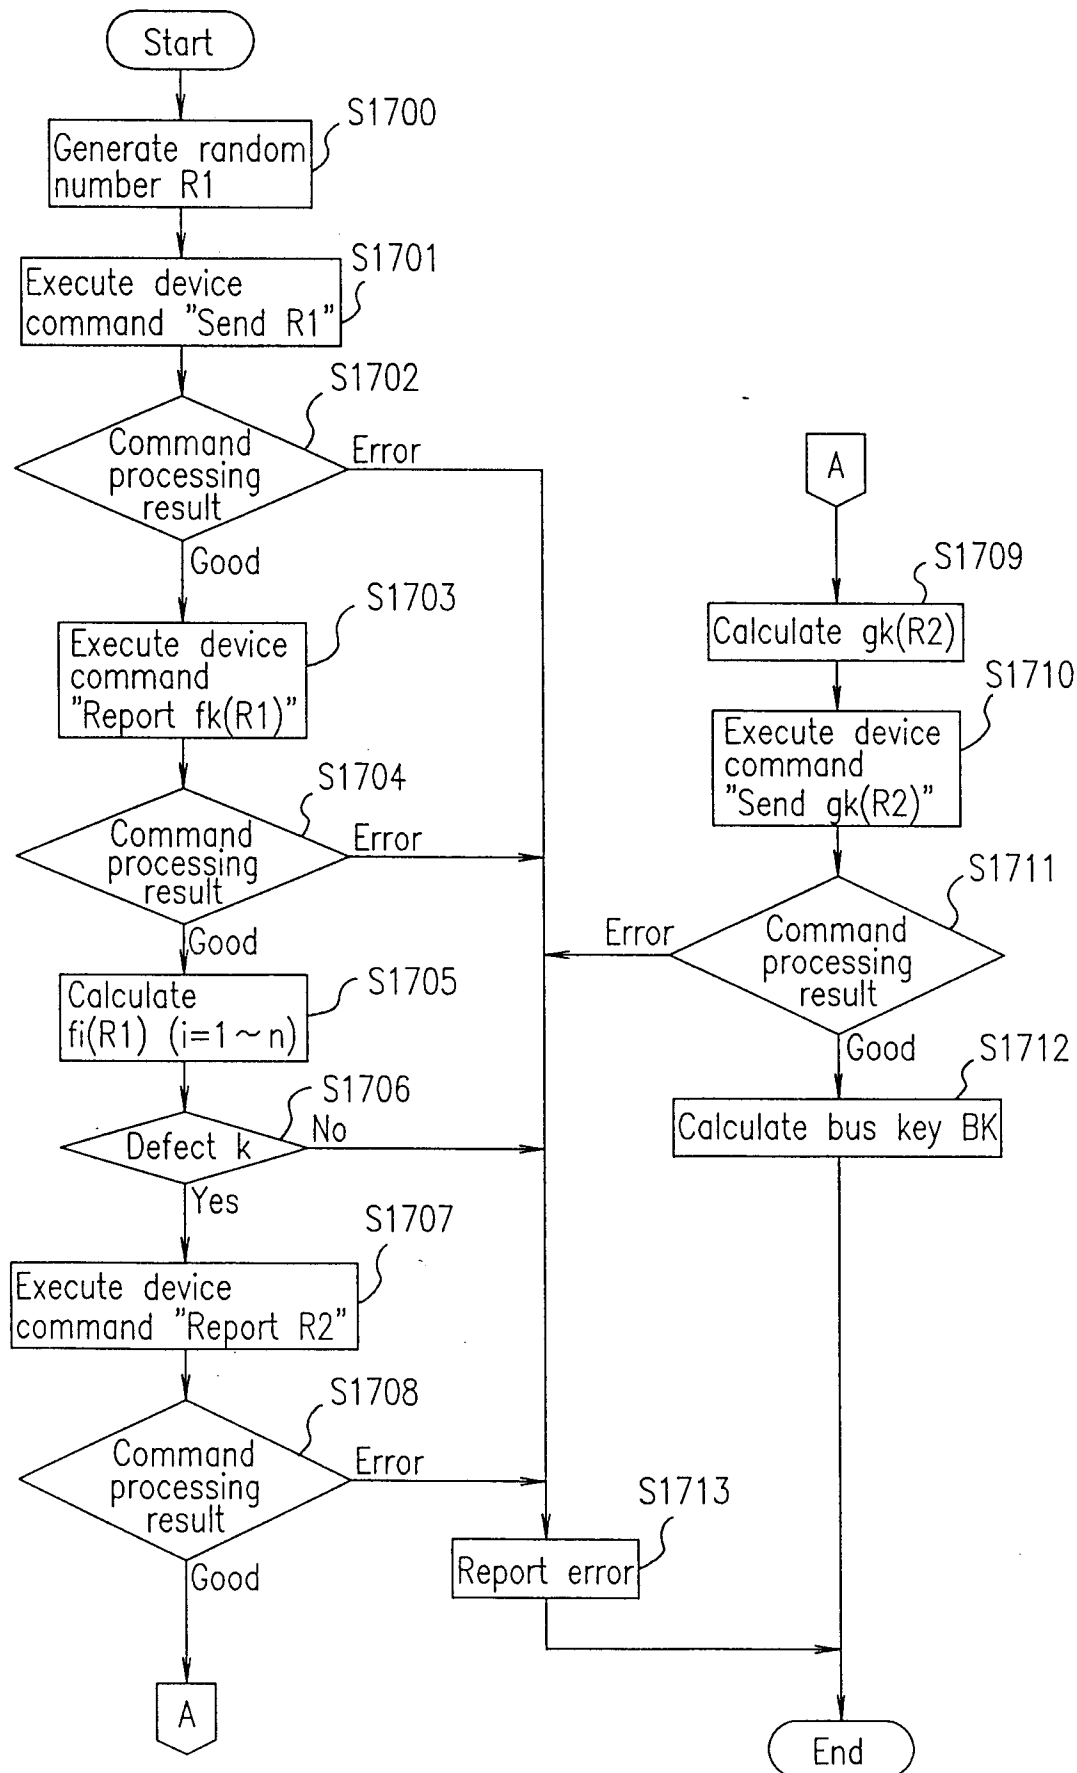 Start
S1700
Generate random
number R1
S1701
Execute device
command "Send R1"
S1702
Command
processing
result
Error
Good
S1703
Execute device
command
"Report fk(R1)"
S1704
Command
processing
result
Error
Good
S1705
Calculate
fi(R1) (i=1~n)
S1706
Defect k
No
Yes
S1707
Execute device
command "Report R2"
S1708
Command
processing
result
Error
Good
A
A
S1709
Calculate gk(R2)
S1710
Execute device
command
"Send gk(R2)"
S1711
Command
processing
result
Error
Good
S1712
Calculate bus key BK
S1713
Report error
End